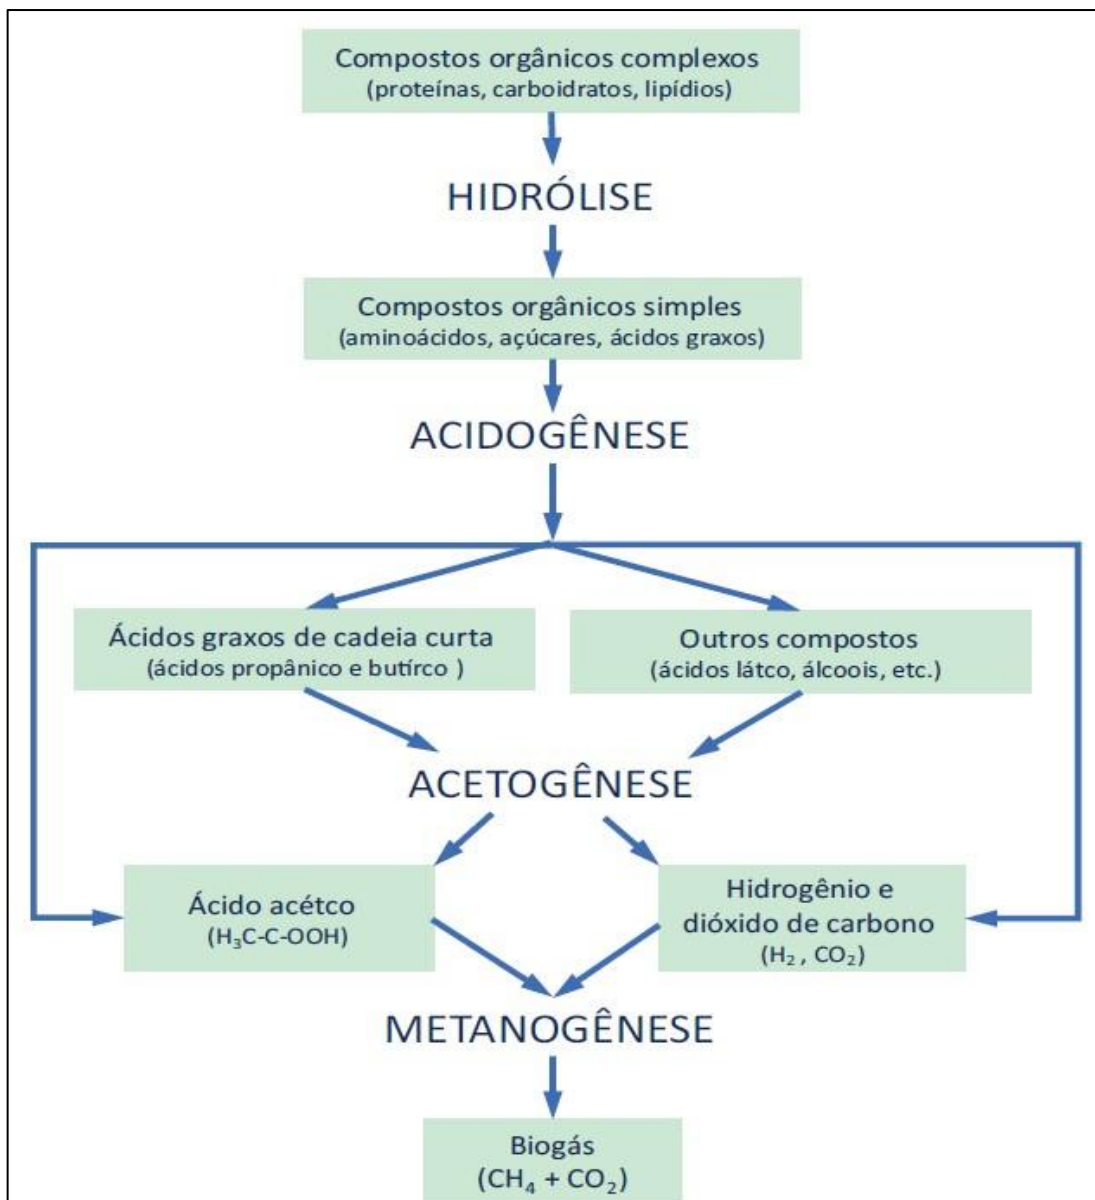 Compostos orgânicos complexos
(proteínas, carboidratos, lipídios)
HIDRÓLISE
Compostos orgânicos simples
(aminoácidos, açúcares, ácidos graxos)
ACIDOGÊNESE
Ácidos graxos de cadeia curta
(ácidos propânico e butírco )
Outros compostos
(ácidos látco, álcoois, etc.)
ACETOGÊNESE
Ácido acétco
(H₃C-C-OOH)
Hidrogênio e
dióxido de carbono
(H₂ , CO₂)
METANOGÊNESE
Biogás
(CH₄ + CO₂)